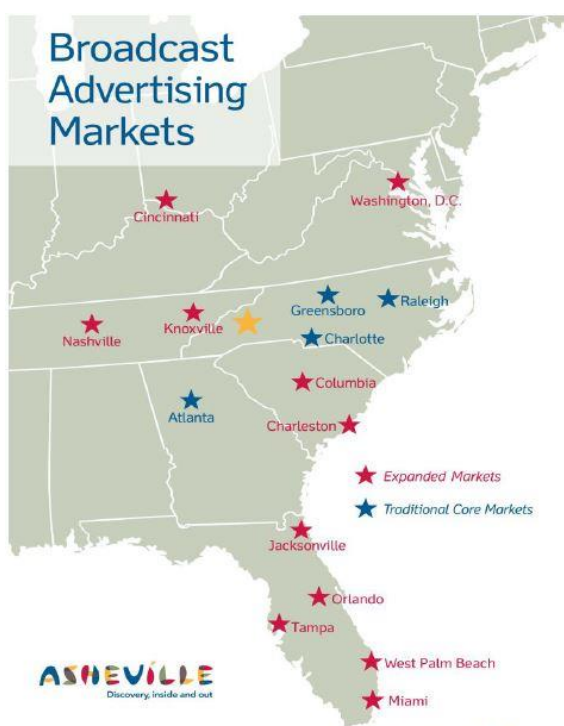 Broadcast
Advertising
Markets
Cincinnati
Washington, D.C.
Greensboro
Raleigh
Knoxville
Nashville
Charlotte
Columbia
Atlanta
Charleston
Expanded Markets
Traditional Core Markets
Jacksonville
Orlando
Tampa
West Palm Beach
Miami
ASHEVILLE
Discovery, inside and out